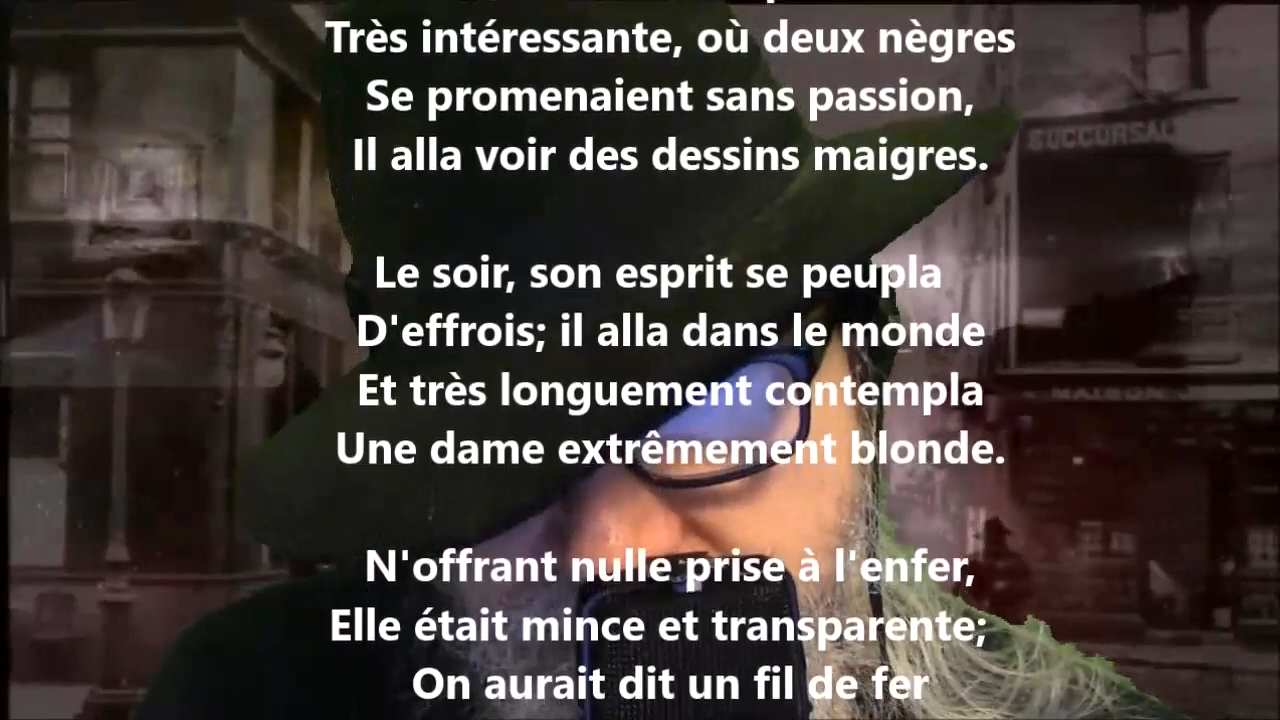 Très intéressante, où deux nègres
Se promenaient sans passion,
Il alla voir des dessins maigres.
Le soir, son esprit se peupla
D'effrois; il alla dans le monde
Et très longuement contempla
Une dame extrêmement blonde.
N'offrant nulle prise à l'enfer,
Elle était mince et transparente;
On aurait dit un fil de fer
SUCCURSAL
MAISON